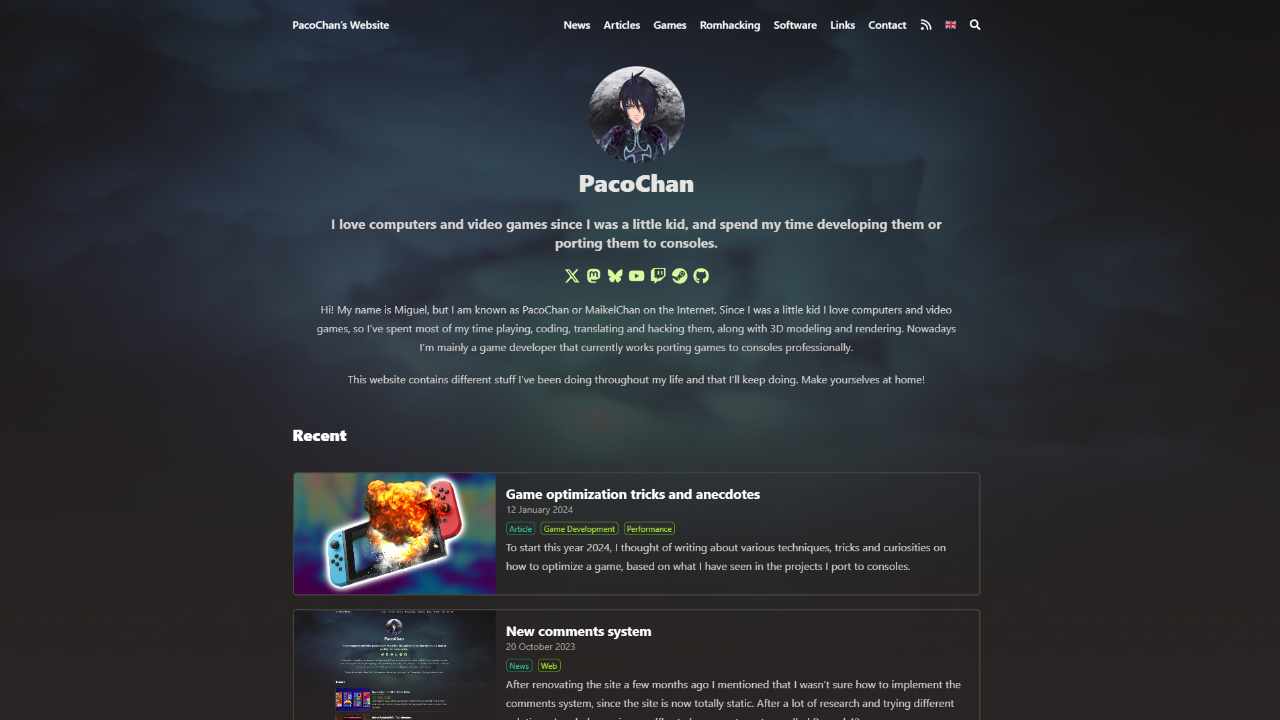 PacoChan's Website
News Articles Games Romhacking Software Links Contact
PacoChan
I love computers and video games since I was a little kid, and spend my time developing them or
porting them to consoles.
Hi! My name is Miguel, but I am known as PacoChan or MaikelChan on the Internet. Since I was a little kid I love computers and video
games, so I've spent most of my time playing, coding, translating and hacking them, along with 3D modeling and rendering. Nowadays
I'm mainly a game developer that currently works porting games to consoles professionally.
This website contains different stuff I've been doing throughout my life and that I'll keep doing. Make yourselves at home!
Recent
Game optimization tricks and anecdotes
12 January 2024
Article Game Development Performance
To start this year 2024, I thought of writing about various techniques, tricks and curiosities on
how to optimize a game, based on what I have seen in the projects I port to consoles.
New comments system
20 October 2023
News Web
After renovating the site a few months ago I mentioned that I wasn't sure how to implement the
comments system, since the site is now totally static. After a lot of research and trying different